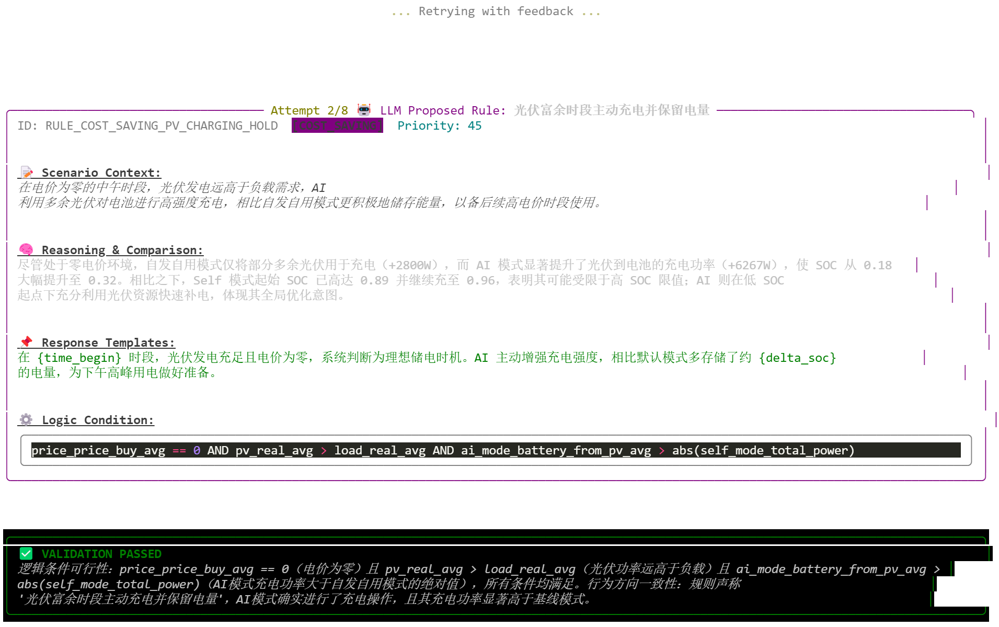 ... Retrying with feedback ...
Attempt 2/8 🤖 LLM Proposed Rule: 光伏富余时段主动充电并保留电量
ID: RULE_COST_SAVING_PV_CHARGING_HOLD [COST_SAVING] Priority: 45
📝 Scenario Context:
在电价为零的中午时段，光伏发电远高于负载需求，AI
利用多余光伏对电池进行高强度充电，相比自发自用模式更积极地储存能量，以备后续高电价时段使用。
🧠 Reasoning & Comparison:
尽管处于零电价环境，自发自用模式仅将部分多余光伏用于充电（+2800W），而 AI 模式显著提升了光伏到电池的充电功率（+6267W），使 SOC 从 0.18
大幅提升至 0.32。相比之下，Self 模式起始 SOC 已高达 0.89 并继续充至 0.96，表明其可能受限于高 SOC 限值；AI 则在低 SOC
起点下充分利用光伏资源快速补电，体现其全局优化意图。
📌 Response Templates:
在 {time_begin} 时段，光伏发电充足且电价为零，系统判断为理想储电时机。AI 主动增强充电强度，相比默认模式多存储了约 {delta_soc}
的电量，为下午高峰用电做好准备。
⚙️ Logic Condition:
price_price_buy_avg == 0 AND pv_real_avg > load_real_avg AND ai_mode_battery_from_pv_avg > abs(self_mode_total_power)
✅ VALIDATION PASSED
逻辑条件可行性：price_price_buy_avg == 0（电价为零）且 pv_real_avg > load_real_avg（光伏功率远高于负载）且 ai_mode_battery_from_pv_avg >
abs(self_mode_total_power)（AI模式充电功率大于自发自用模式的绝对值），所有条件均满足。行为方向一致性：规则声称
'光伏富余时段主动充电并保留电量'，AI模式确实进行了充电操作，且其充电功率显著高于基线模式。